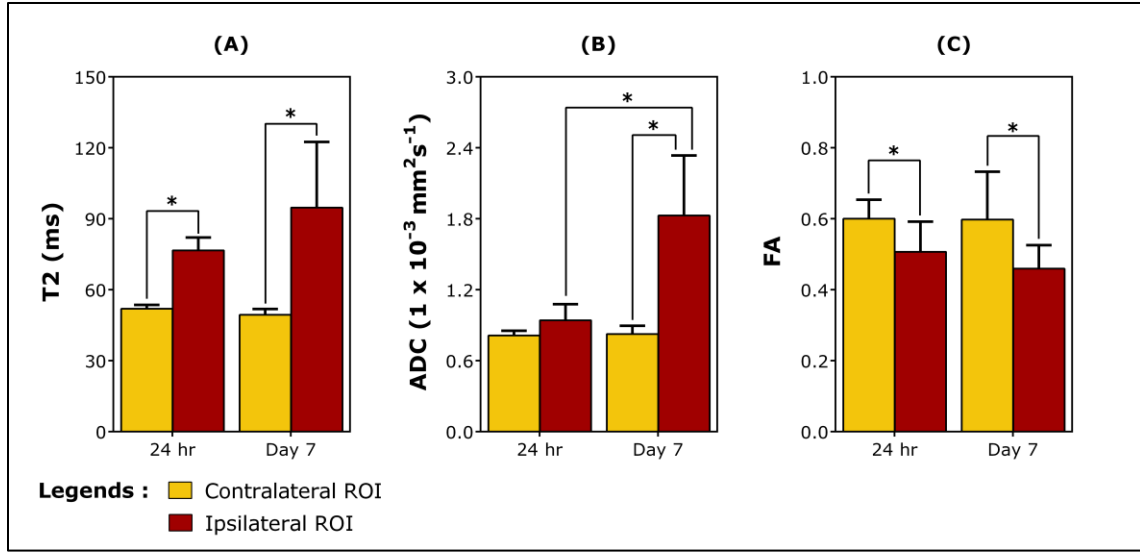 (A)
T2 (ms)
150
120
90
60
30
0
*
*
24 hr
Day 7
(B)
ADC (1 x 10⁻³ mm²s⁻¹)
3.0
2.4
1.8
1.2
0.6
0.0
*
*
24 hr
Day 7
(C)
FA
1.0
0.8
0.6
0.4
0.2
0.0
*
*
24 hr
Day 7
Legends : Contralateral ROI
Ipsilateral ROI